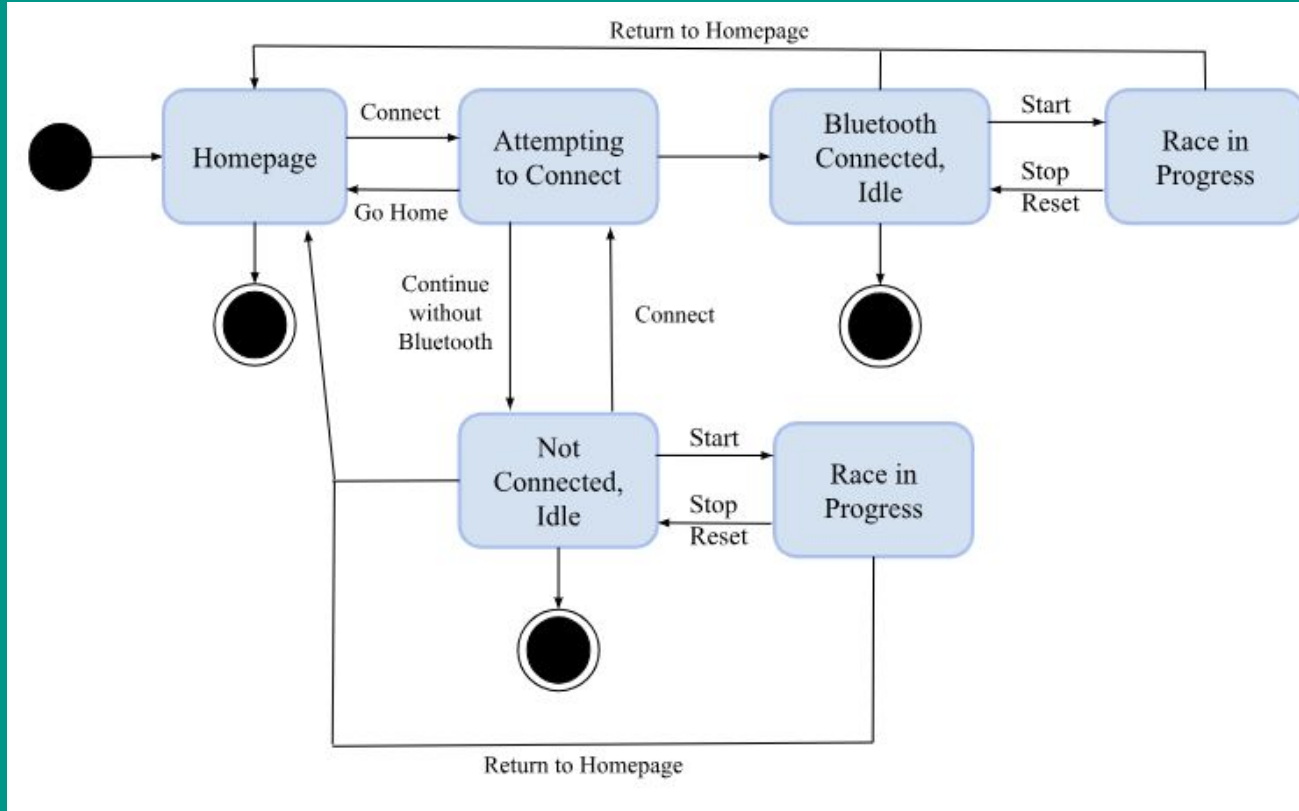 Return to Homepage
Homepage
Connect
Go Home
Attempting
to Connect
Bluetooth
Connected,
Idle
Start
Stop
Reset
Race in
Progress
Continue
without
Bluetooth
Connect
Not
Connected,
Idle
Start
Stop
Reset
Race in
Progress
Return to Homepage